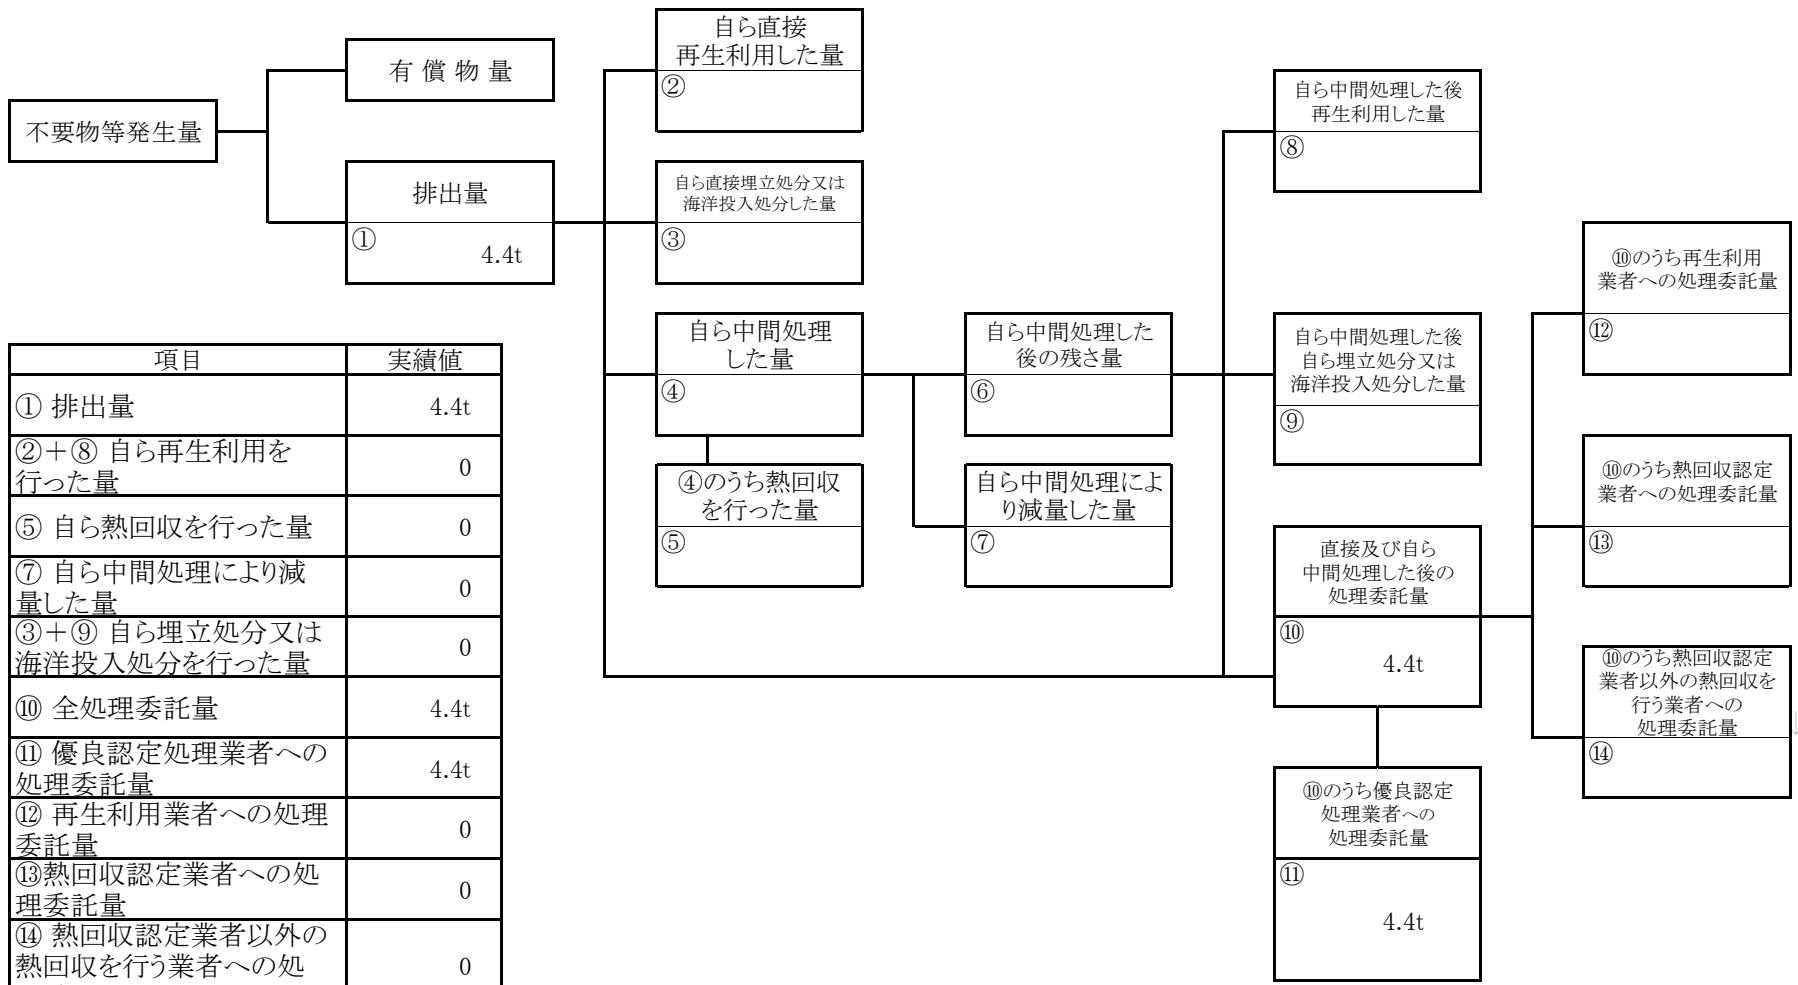 不要物等発生量
有償物量
排出量
①
4.4t
自ら直接
再生利用した量
②
自ら直接埋立処分又は
海洋投入処分した量
③
自ら中間処理
した量
④
④のうち熱回収
を行った量
⑤
自ら中間処理した
後の残さ量
⑥
自ら中間処理によ
り減量した量
⑦
自ら中間処理した後
再生利用した量
⑧
自ら中間処理した後
自ら埋立処分又は
海洋投入処分した量
⑨
直接及び自ら
中間処理した後の
処理委託量
⑩
4.4t
⑩のうち優良認定
処理業者への
処理委託量
⑪
4.4t
⑩のうち再生利用
業者への処理委託量
⑫
⑩のうち熱回収認定
業者への処理委託量
⑬
⑩のうち熱回収認定
業者以外の熱回収を
行う業者への
処理委託量
⑭
項目 実績値
① 排出量 4.4t
②＋⑧ 自ら再生利用を
行った量 0
⑤ 自ら熱回収を行った量 0
⑦ 自ら中間処理により減
量した量 0
③＋⑨ 自ら埋立処分又は
海洋投入処分を行った量 0
⑩ 全処理委託量 4.4t
⑪ 優良認定処理業者への
処理委託量 4.4t
⑫ 再生利用業者への処理
委託量 0
⑬熱回収認定業者への処
理委託量 0
⑭ 熱回収認定業者以外の
熱回収を行う業者への処 0